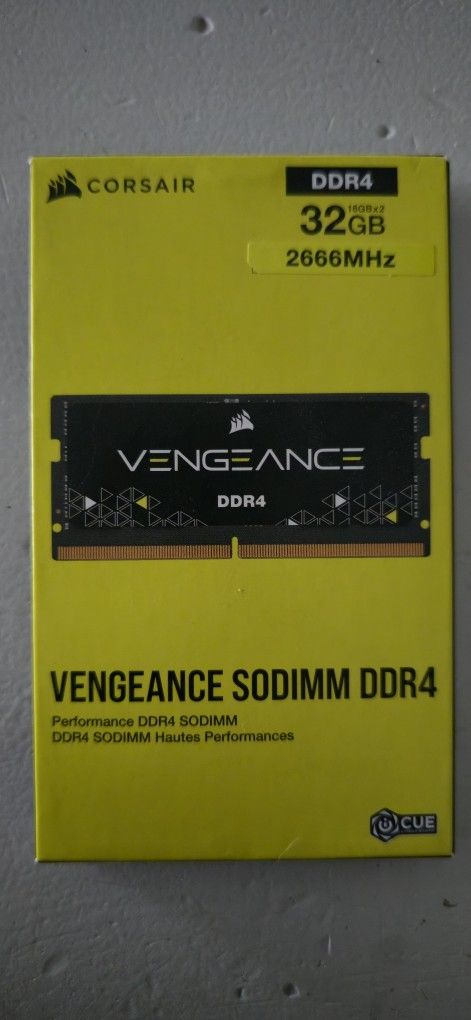 CORSAIR
DDR4
16GBx2
32GB
2666MHz
VENGEANCE
DDR4
VENGEANCE SODIMM DDR4
Performance DDR4 SODIMM
DDR4 SODIMM Hautes Performances
CUE